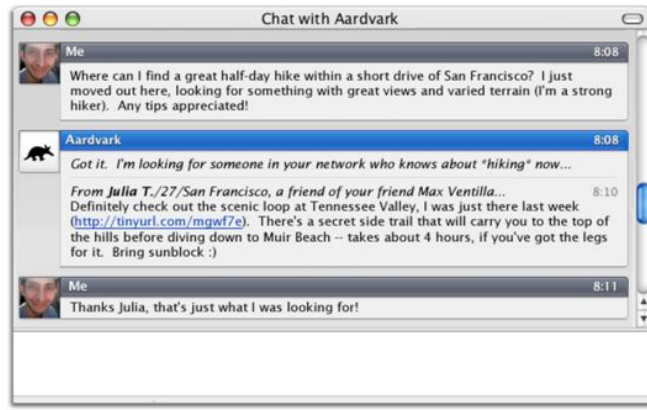 Chat with Aardvark
Me 8:08
Where can I find a great half-day hike within a short drive of San Francisco?  I just
moved out here, looking for something with great views and varied terrain (I'm a strong
hiker).  Any tips appreciated!
Aardvark 8:08
Got it.  I'm looking for someone in your network who knows about *hiking* now...
From Julia T./27/San Francisco, a friend of your friend Max Ventilla... 8:10
Definitely check out the scenic loop at Tennessee Valley, I was just there last week
(http://tinyurl.com/mgwf7e).  There's a secret side trail that will carry you to the top of
the hills before diving down to Muir Beach -- takes about 4 hours, if you've got the legs
for it.  Bring sunblock :)
Me 8:11
Thanks Julia, that's just what I was looking for!